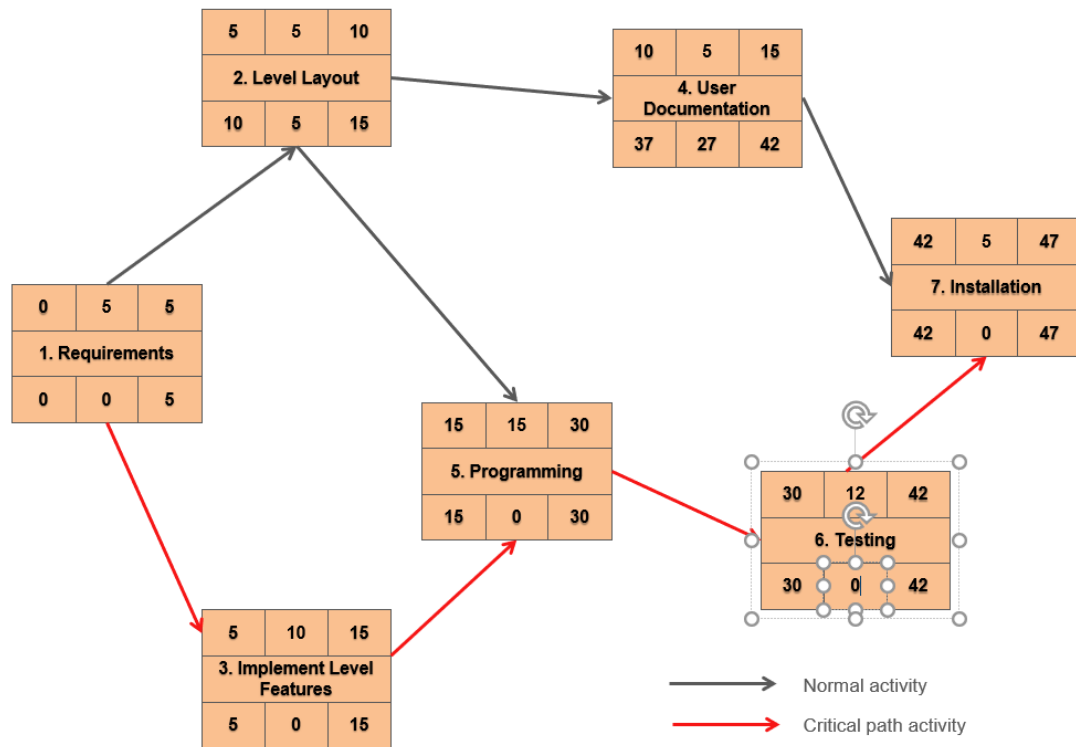 5 5 10
2. Level Layout
10 5 15
10 5 15
4. User
Documentation
37 27 42
42 5 47
7. Installation
42 0 47
0 5 5
1. Requirements
0 0 5
15 15 30
5. Programming
15 0 30
30 12 42
6. Testing
30 0 42
5 10 15
3. Implement Level
Features
5 0 15
Normal activity
Critical path activity